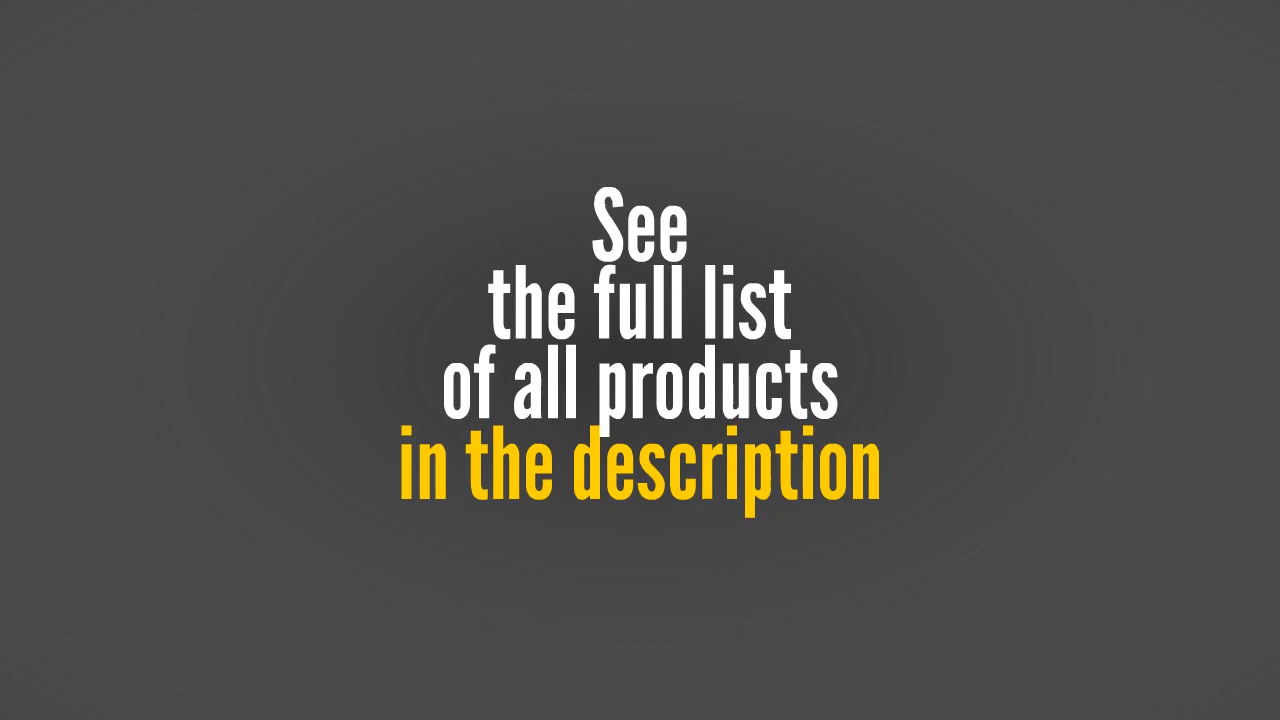 See
the full list
of all products
in the description